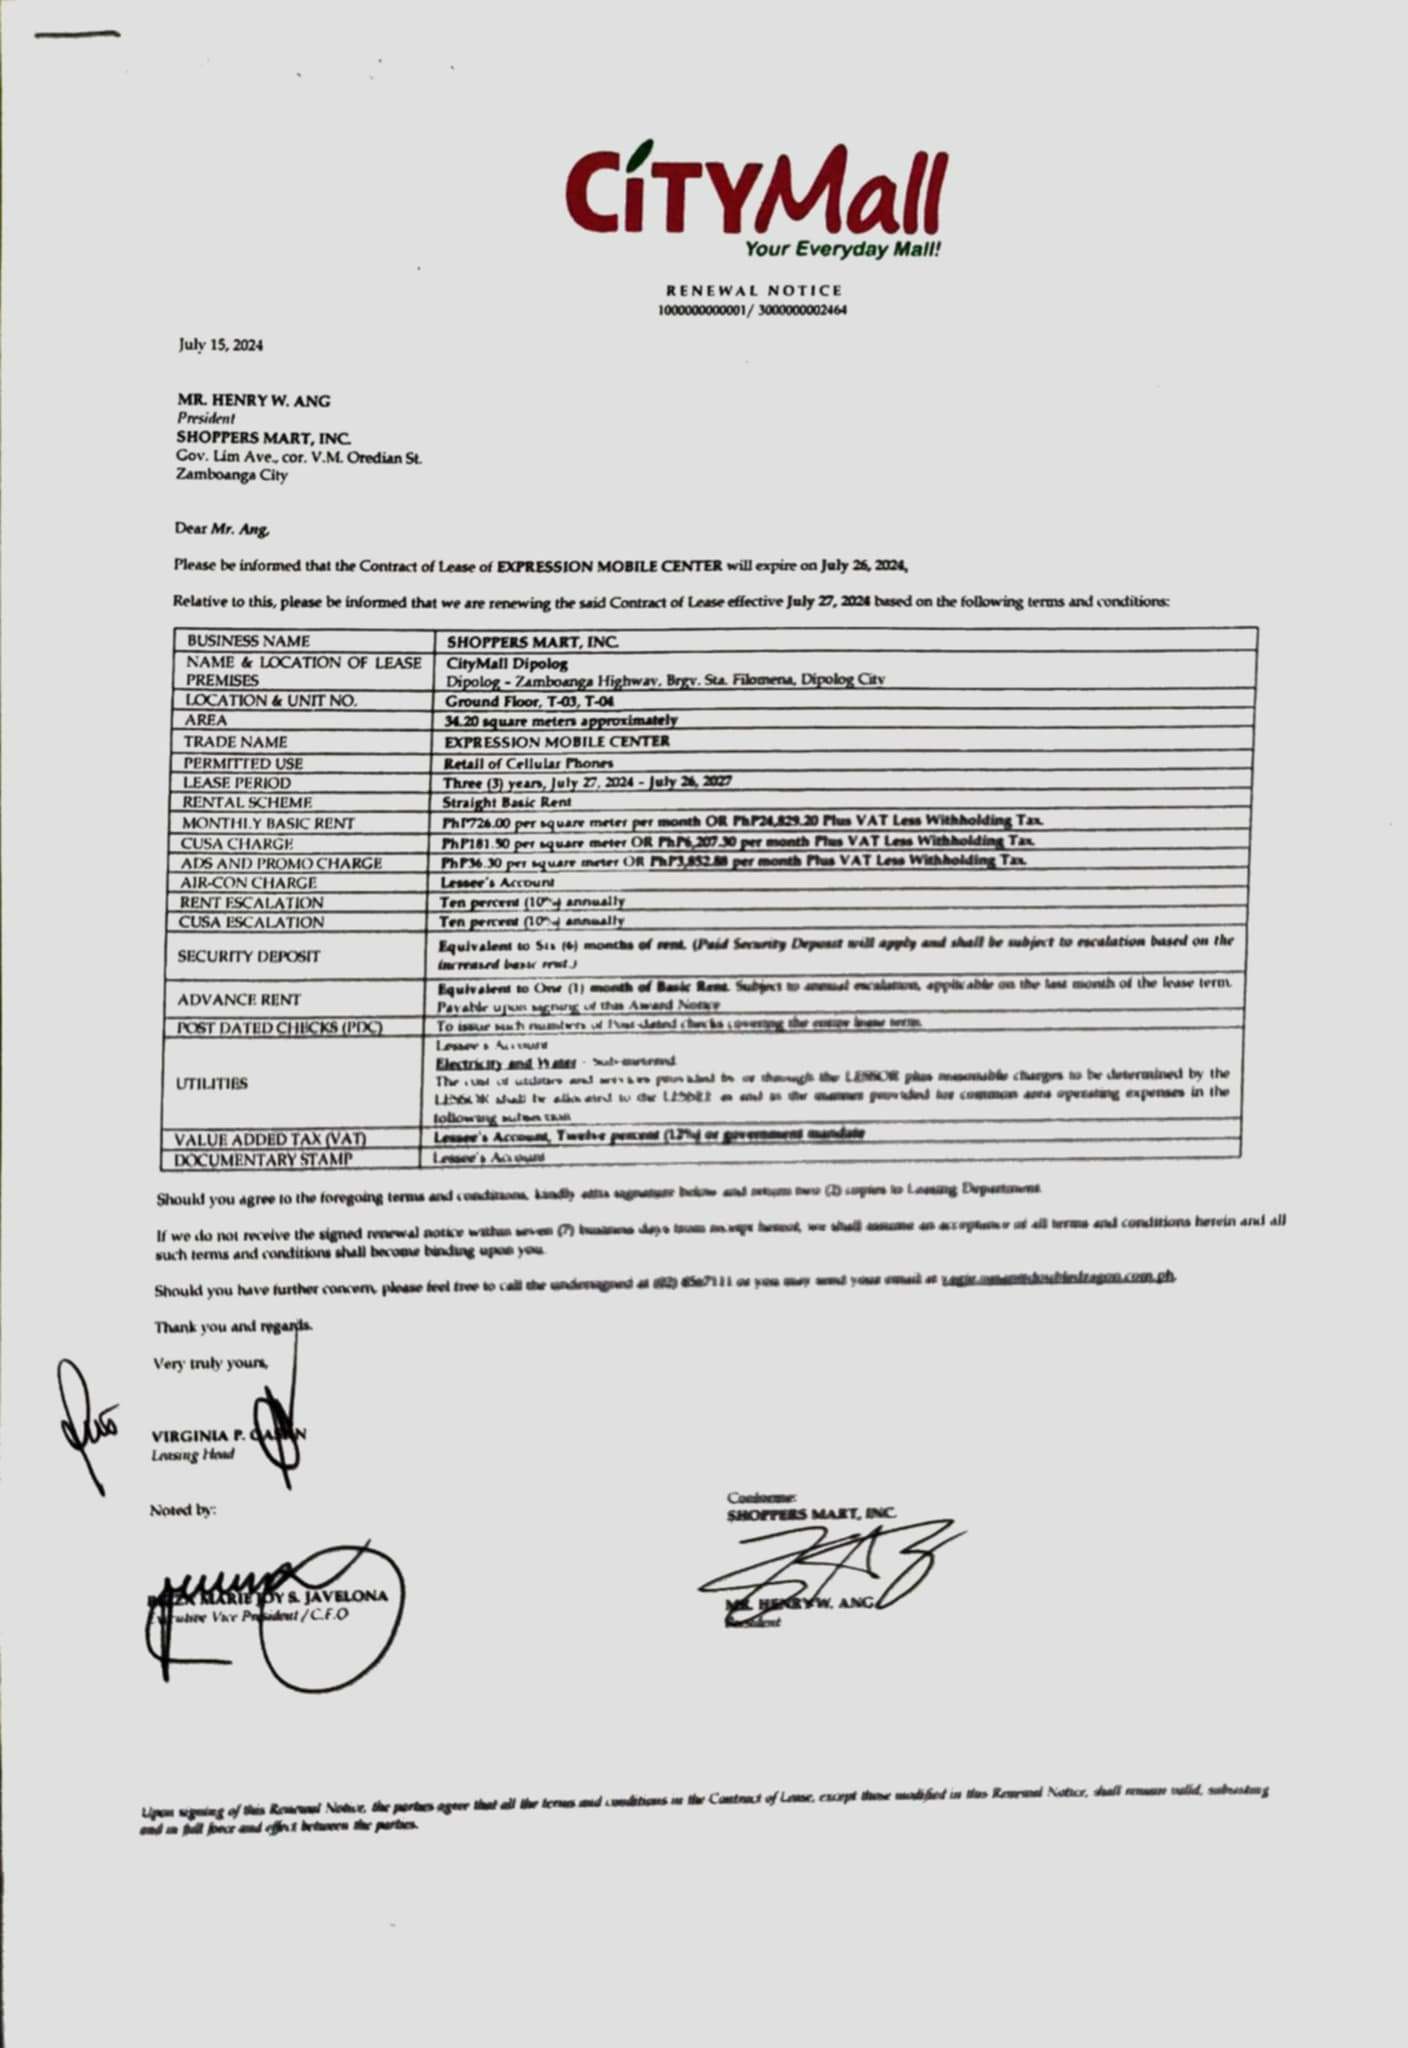 CiTYMall
Your Everyday Mall!
RENEWAL NOTICE
1000000000001/ 3000000002464
July 15, 2024
MR. HENRY W. ANG
President
SHOPPERS MART, INC.
Gov. Lim Ave., cor. V.M. Oredian St.
Zamboanga City
Dear Mr. Ang,
Please be informed that the Contract of Lease of EXPRESSION MOBILE CENTER will expire on July 26, 2024,
Relative to this, please be informed that we are renewing the said Contract of Lease effective July 27, 2024 based on the following terms and conditions:
BUSINESS NAME SHOPPERS MART, INC.
NAME & LOCATION OF LEASE PREMISES CityMall Dipolog
Dipolog - Zamboanga Highway, Brgy. Sta. Filomena, Dipolog City
LOCATION & UNIT NO. Ground Floor, T-03, T-04
AREA 34.20 square meters approximately
TRADE NAME EXPRESSION MOBILE CENTER
PERMITTED USE Retail of Cellular Phones
LEASE PERIOD Three (3) years, July 27, 2024 - July 26, 2027
RENTAL SCHEME Straight Basic Rent
MONTHLY BASIC RENT PhP726.00 per square meter per month OR PhP24,829.20 Plus VAT Less Withholding Tax.
CUSA CHARGE PhP181.50 per square meter OR PhP6,207.30 per month Plus VAT Less Withholding Tax.
ADS AND PROMO CHARGE PhP36.30 per square meter OR PhP3,852.88 per month Plus VAT Less Withholding Tax.
AIR-CON CHARGE Lessee's Account
RENT ESCALATION Ten percent (10%) annually
CUSA ESCALATION Ten percent (10%) annually
SECURITY DEPOSIT Equivalent to Six (6) months of rent. (Paid Security Deposit will apply and shall be subject to escalation based on the
increased basic rent.)
ADVANCE RENT Equivalent to One (1) month of Basic Rent. Subject to annual escalation, applicable on the last month of the lease term.
Payable upon signing of this Award Notice
POST DATED CHECKS (PDC) To issue such numbers of Post-dated checks covering the entire lease term.
UTILITIES Lessee's Account
Electricity and Water - Sub-metered.
The cost of utilities and services provided by or through the LESSOR plus reasonable charges to be determined by the
LESSOR shall be allocated to the LESSEE as and in the manner provided for common area operating expenses in the
following
VALUE ADDED TAX (VAT) Lessee's Account, Twelve percent (12%) or government mandate
DOCUMENTARY STAMP Lessee's Account
Should you agree to the foregoing terms and conditions, kindly affix signature below and return two (2) copies to Leasing Department.
If we do not receive the signed renewal notice within seven (7) business days from receipt hereof, we shall assume an acceptance of all terms and conditions herein and all
such terms and conditions shall become binding upon you.
Should you have further concern, please feel free to call the undersigned at (02) or you may send your email at
Thank you and regards.
Very truly yours,
VIRGINIA P.
Leasing Head
Noted by:
MARIE JOY S. JAVELONA
Executive Vice President / C.F.O
Conforme:
SHOPPERS MART, INC.
MR. HENRY W. ANG
President
Upon signing of this Renewal Notice, the parties agree that all the terms and conditions in the Contract of Lease, except those modified in this Renewal Notice, shall remain valid, subsisting
and in full force and effect between the parties.